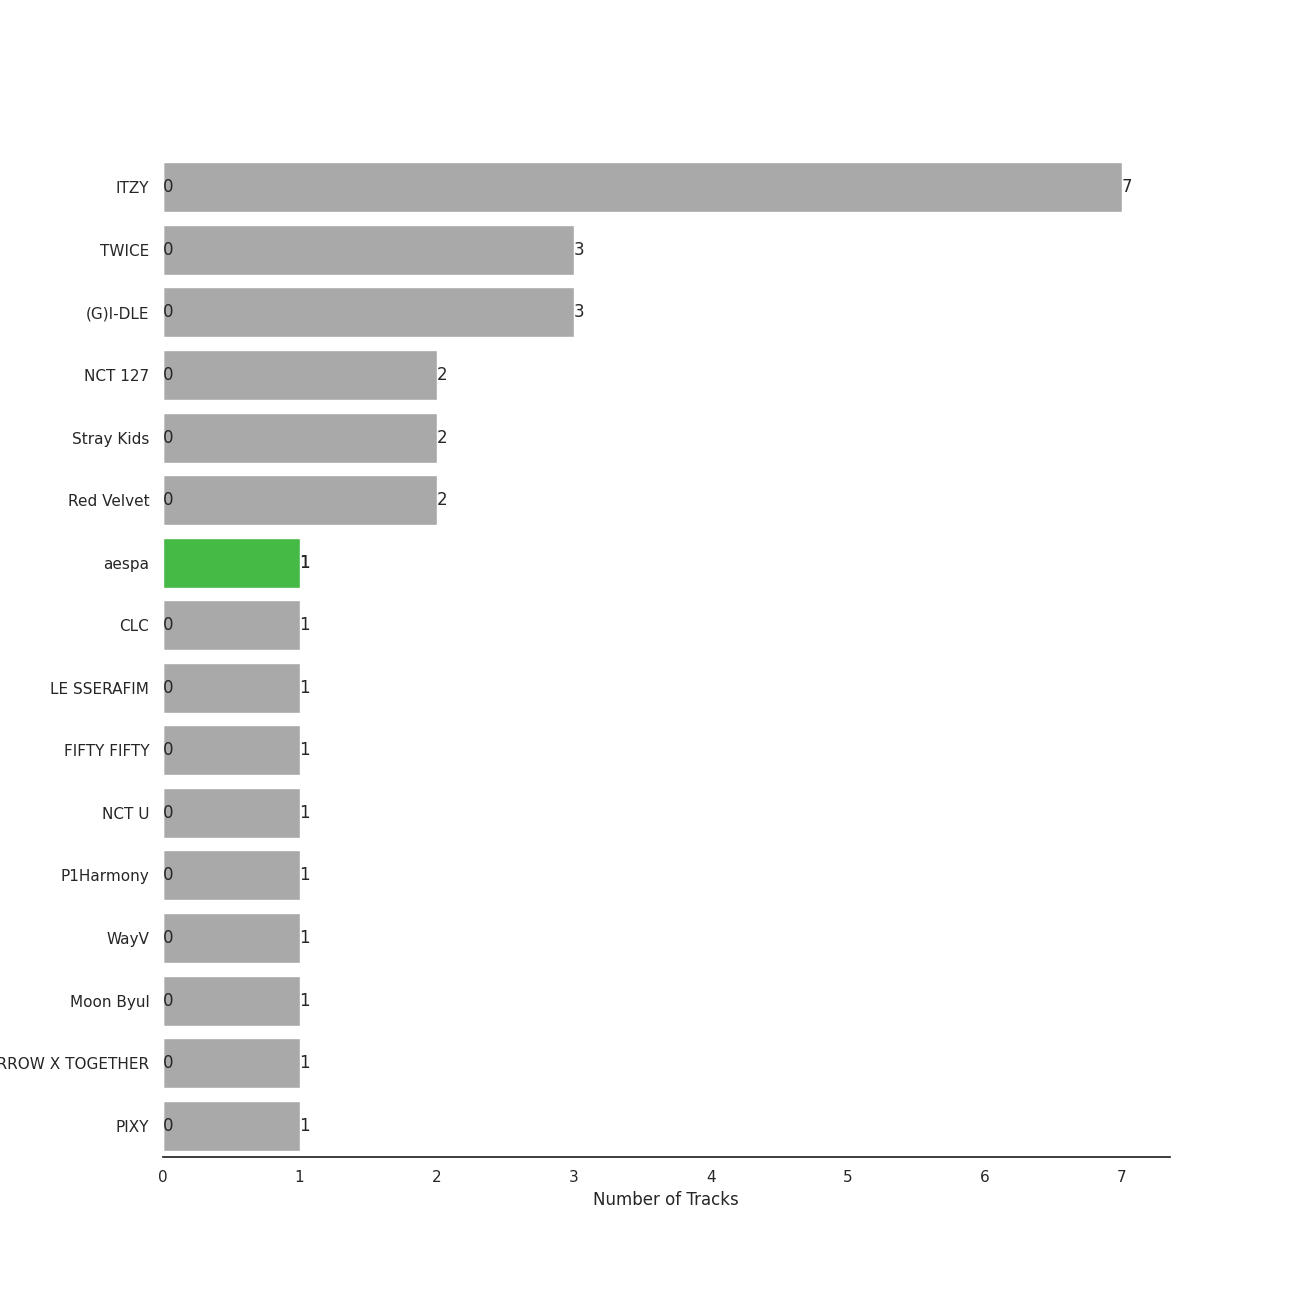 ITZY 0 7
TWICE 0 3
(G)I-DLE 0 3
NCT 127 0 2
Stray Kids 0 2
Red Velvet 0 2
aespa 1
CLC 0 1
LE SSERAFIM 0 1
FIFTY FIFTY 0 1
NCT U 0 1
P1Harmony 0 1
WayV 0 1
Moon Byul 0 1
RROW X TOGETHER 0 1
PIXY 0 1
0 1 2 3 4 5 6 7
Number of Tracks